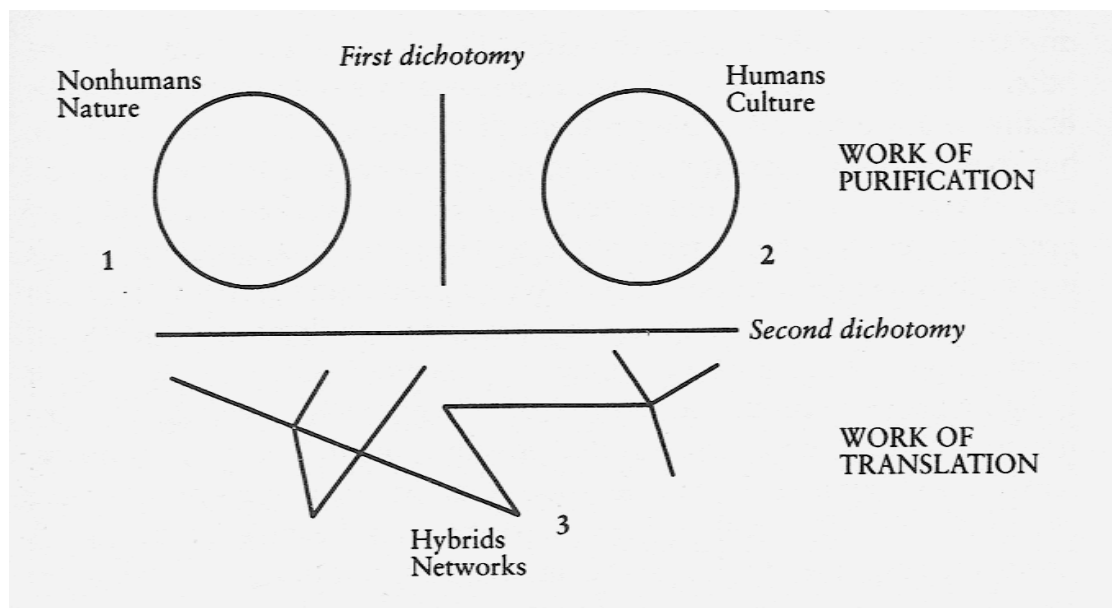 First dichotomy
Nonhumans
Nature
Humans
Culture
WORK OF
PURIFICATION
1
2
Second dichotomy
WORK OF
TRANSLATION
3
Hybrids
Networks